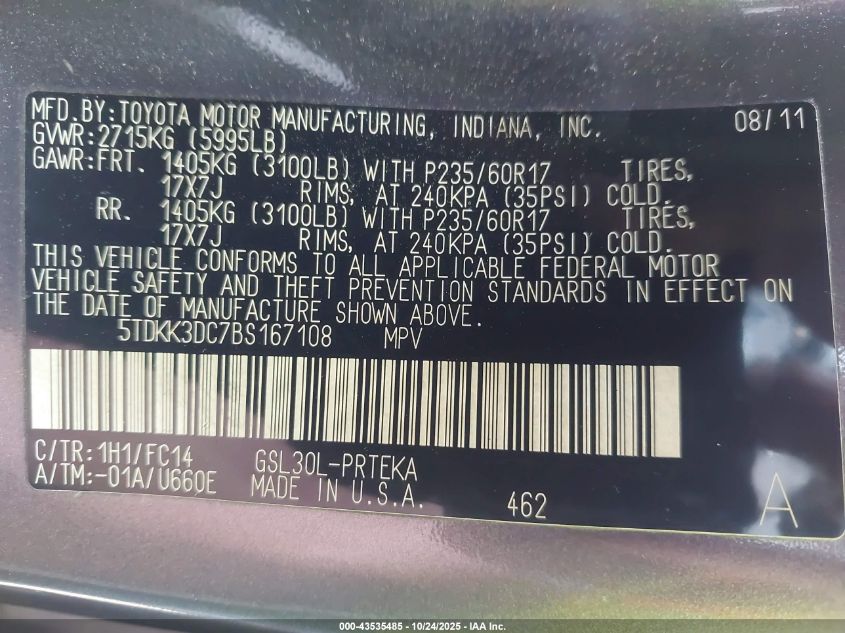 MFD.BY:TOYOTA MOTOR MANUFACTURING, INDIANA, INC. 08/11
GVWR:2715KG (5995LB)
GAWR:FRT. 1405KG (3100LB) WITH P235/60R17 TIRES,
17X7J RIMS, AT 240KPA (35PSI) COLD.
RR. 1405KG (3100LB) WITH P235/60R17 TIRES,
17X7J RIMS, AT 240KPA (35PSI) COLD.
THIS VEHICLE CONFORMS TO ALL APPLICABLE FEDERAL MOTOR
VEHICLE SAFETY AND THEFT PREVENTION STANDARDS IN EFFECT ON
THE DATE OF MANUFACTURE SHOWN ABOVE.
5TDKK3DC7BS167108 MPV
C/TR:1H1/FC14 GSL30L-PRTEKA
A/TM:-01A/U660E MADE IN U.S.A. 462 A
000-43535485 - 10/24/2025 - IAA Inc.